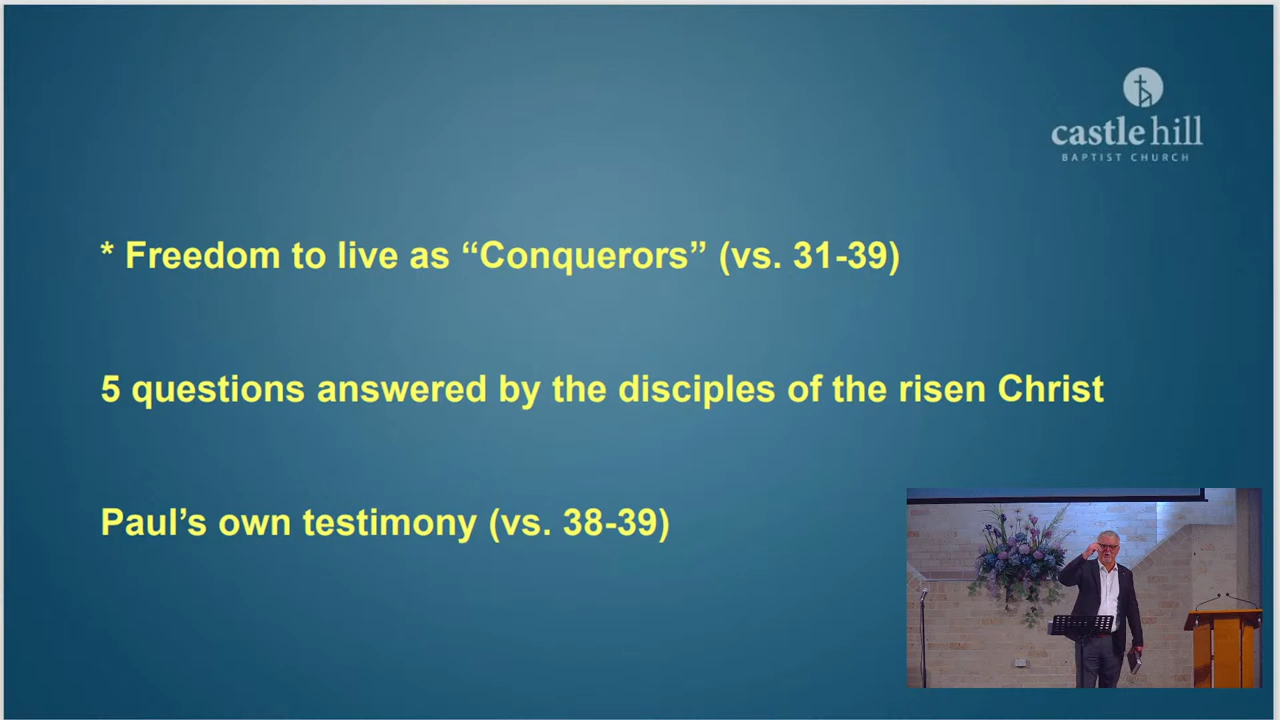 castle hill
BAPTIST CHURCH
* Freedom to live as “Conquerors” (vs. 31-39)
5 questions answered by the disciples of the risen Christ
Paul’s own testimony (vs. 38-39)